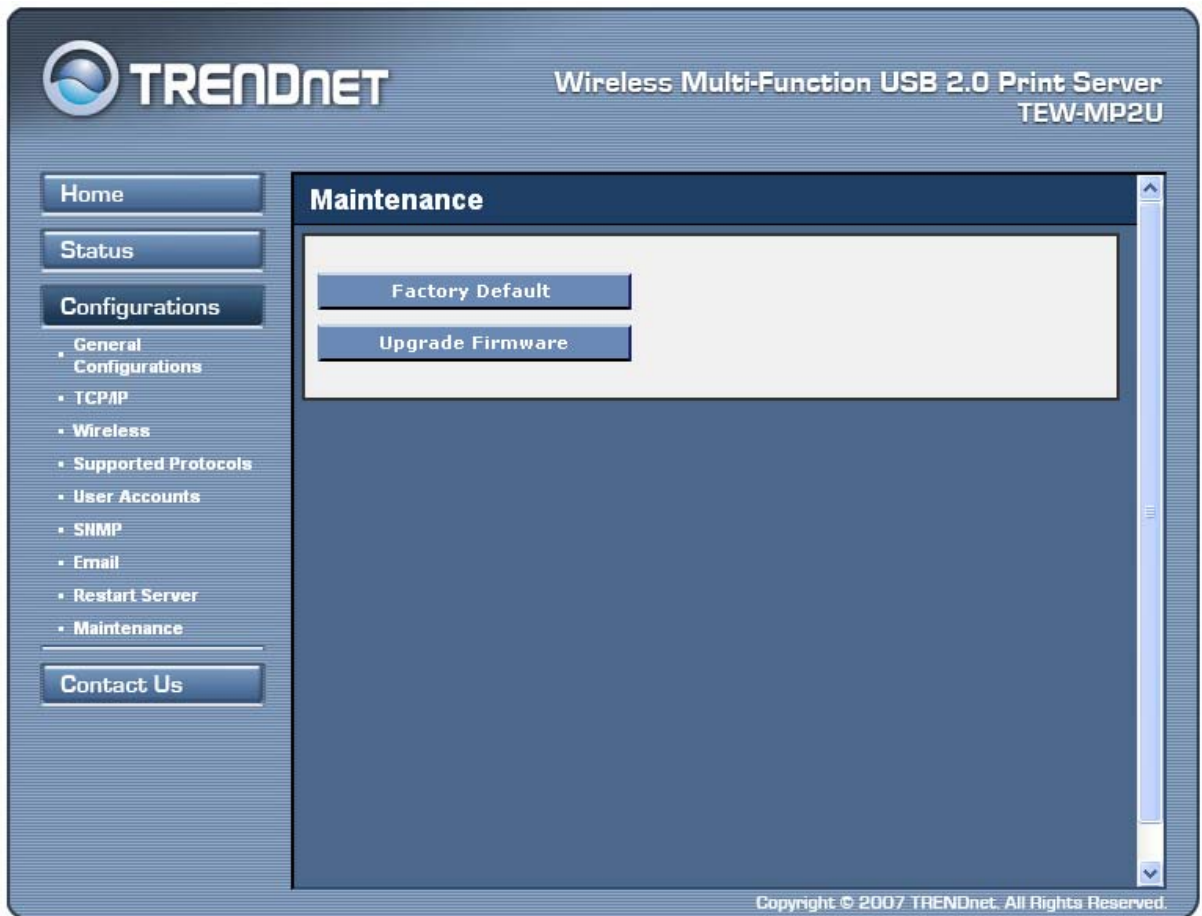 TRENDnet
Wireless Multi-Function USB 2.0 Print Server
TEW-MP2U
Home
Status
Configurations
General
Configurations
TCP/IP
Wireless
Supported Protocols
User Accounts
SNMP
Email
Restart Server
Maintenance
Contact Us
Maintenance
Factory Default
Upgrade Firmware
Copyright © 2007 TRENDnet. All Rights Reserved.